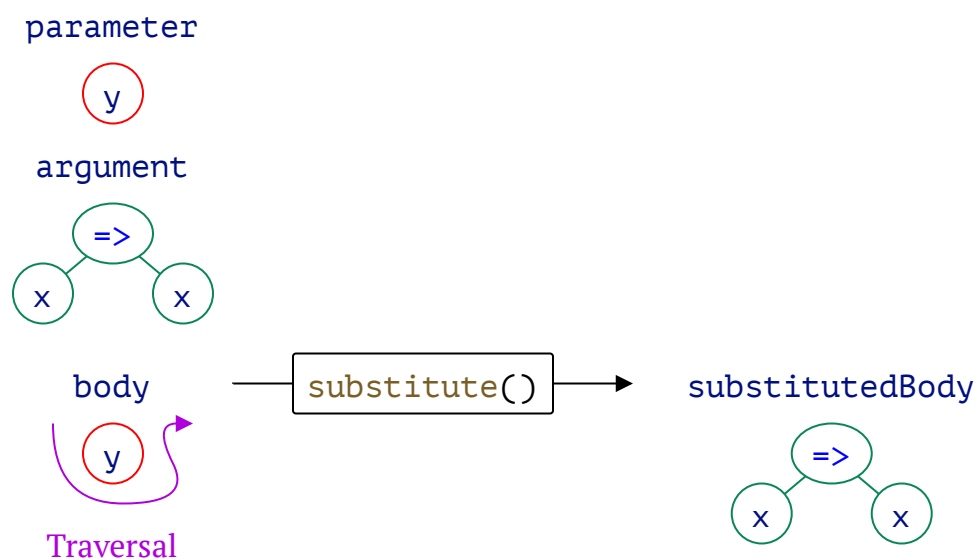 parameter
y
argument
=>
x x
body substitute() substitutedBody
y =>
x x
Traversal